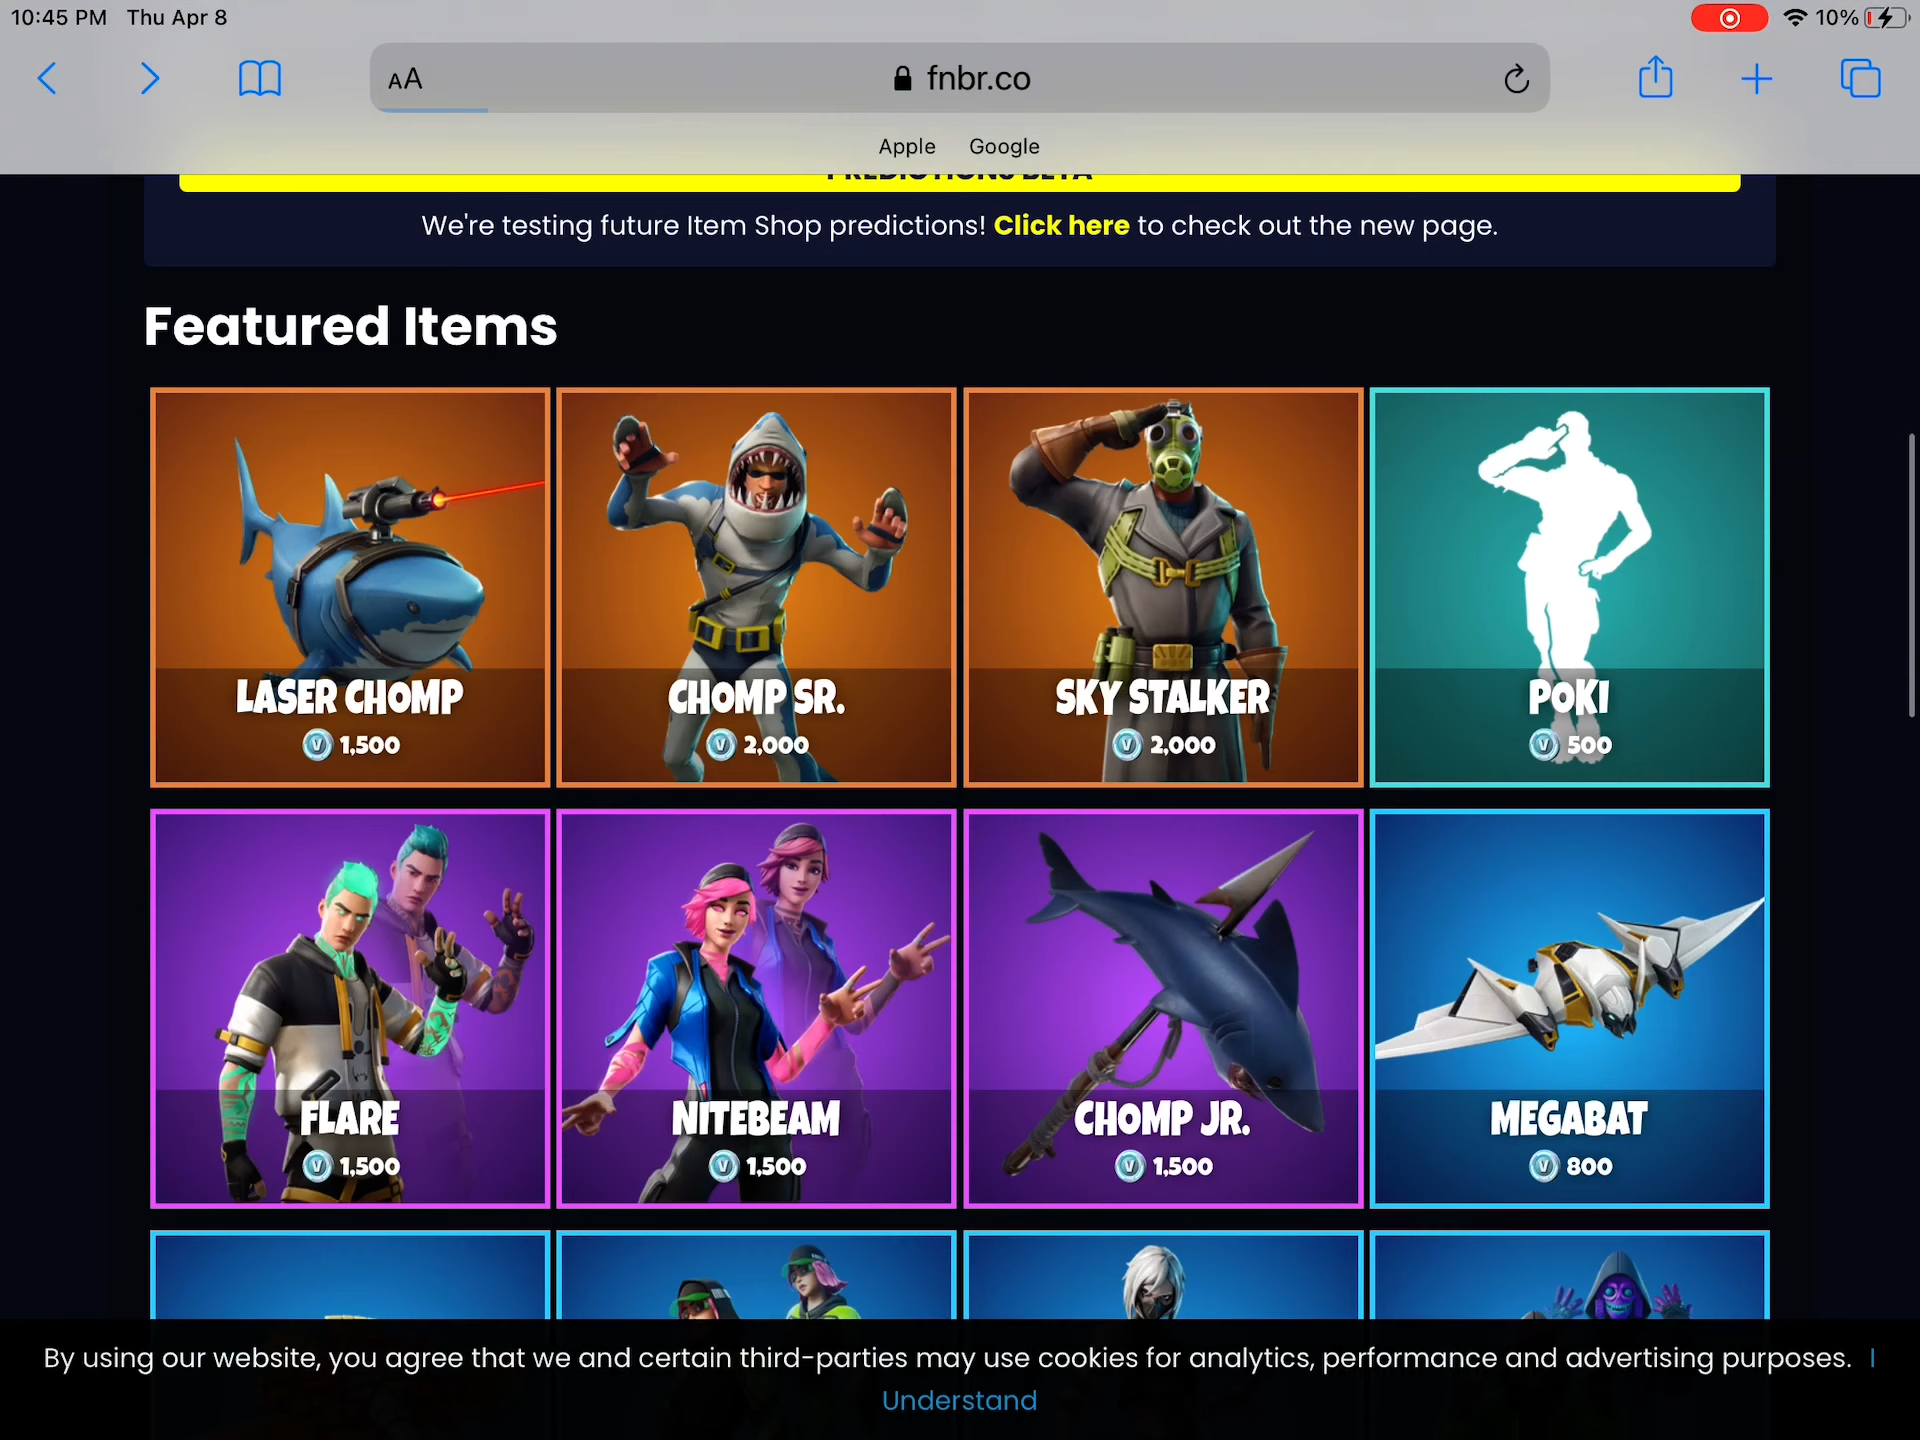 10:45 PM Thu Apr 8
10%
AA
fnbr.co
Apple Google
PREDICTIONS BETA
We're testing future Item Shop predictions! Click here to check out the new page.
Featured Items
LASER CHOMP
1,500
CHOMP SR.
2,000
SKY STALKER
2,000
POKI
500
FLARE
1,500
NITEBEAM
1,500
CHOMP JR.
1,500
MEGABAT
800
By using our website, you agree that we and certain third-parties may use cookies for analytics, performance and advertising purposes. I
Understand